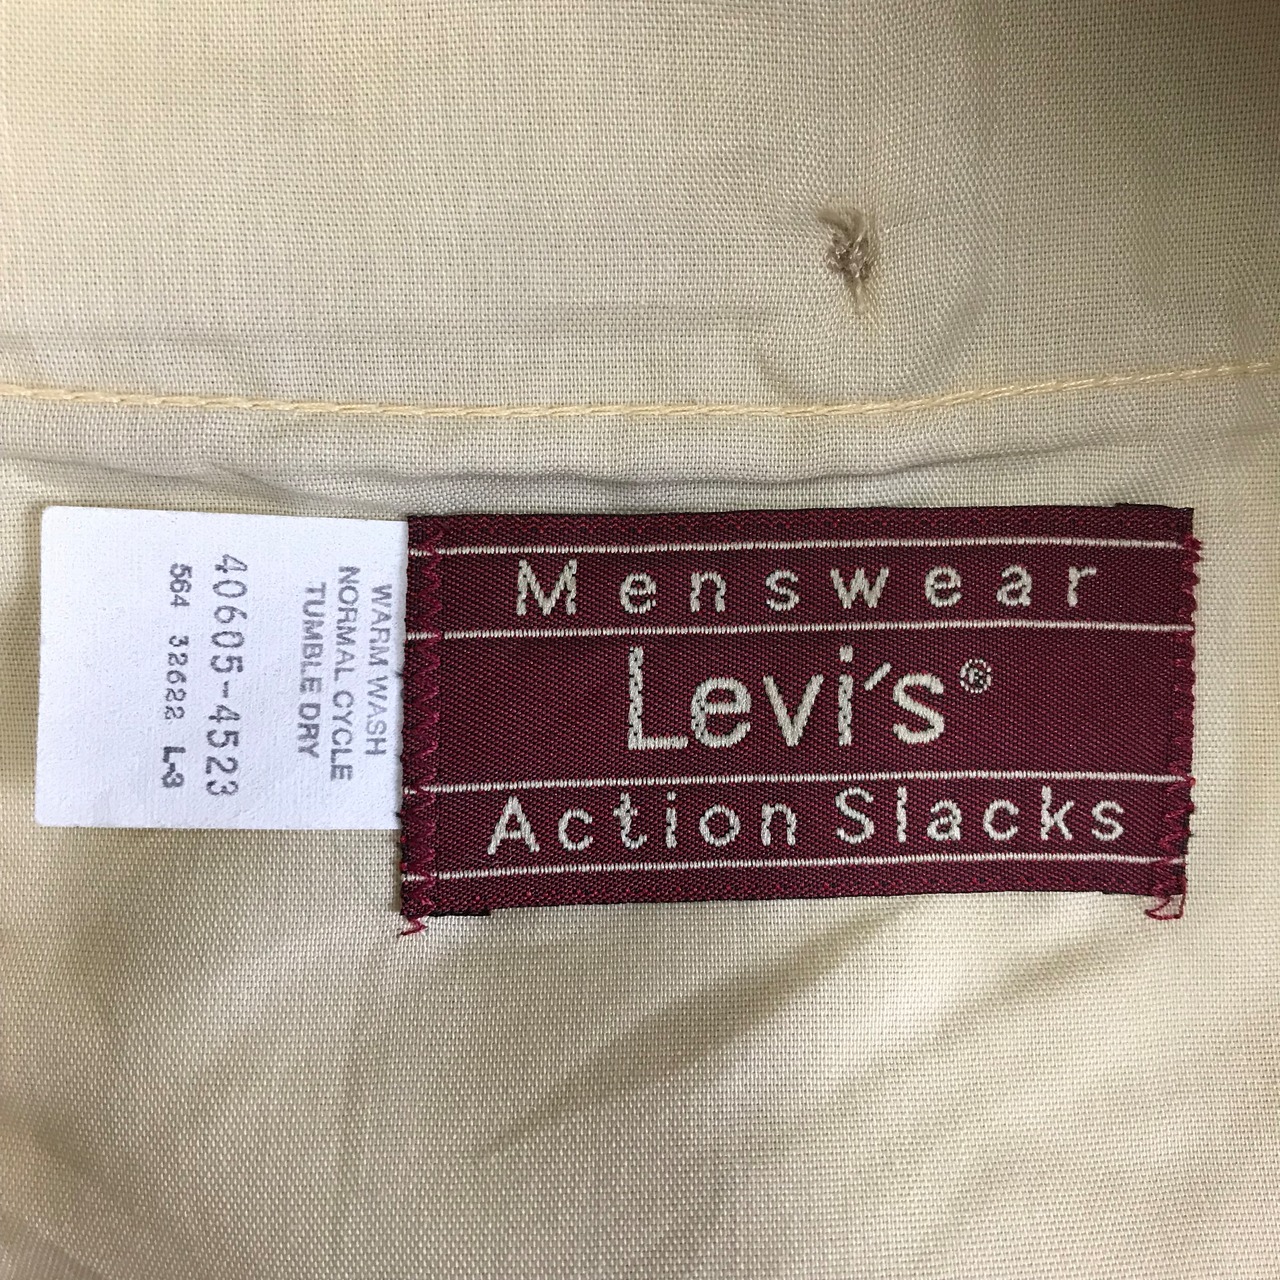 Menswear
Levi's®
Action Slacks
WARM WASH
NORMAL CYCLE
TUMBLE DRY
40605-4523
564 32622 L-3